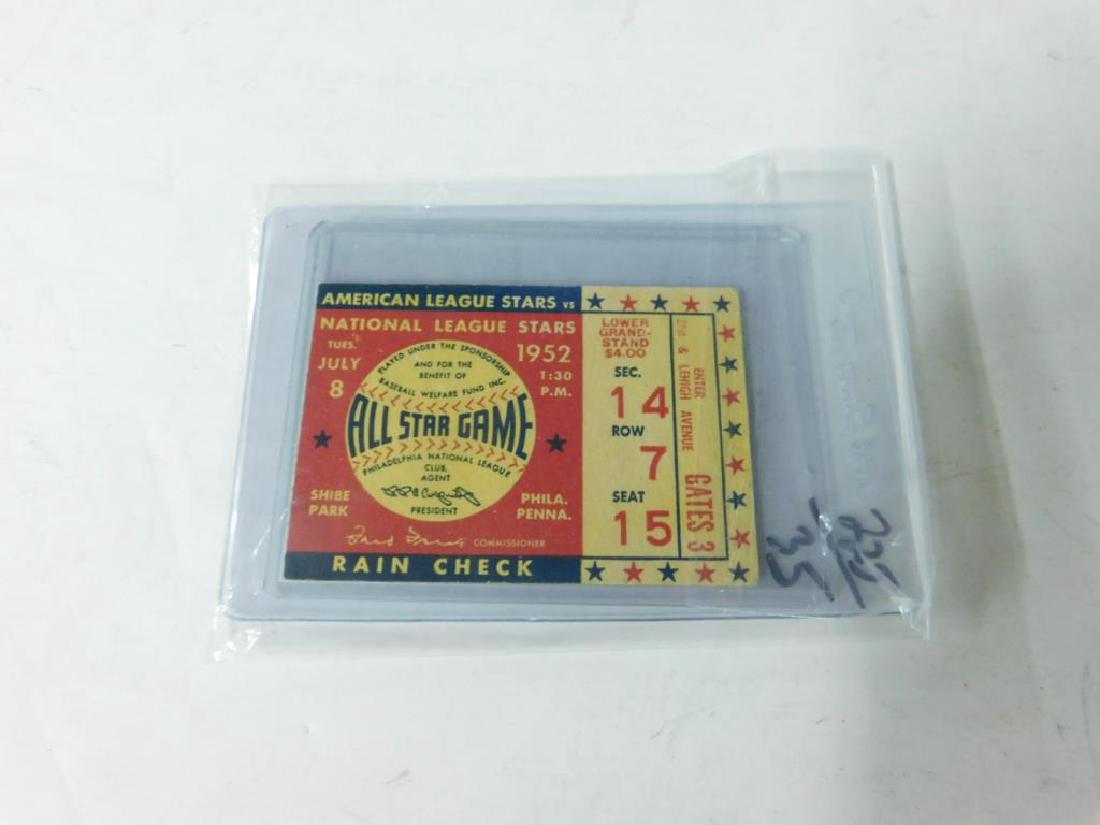 AMERICAN LEAGUE STARS vs
NATIONAL LEAGUE STARS
TUES.
JULY
8
1952
1:30
P.M.
PLAYED UNDER THE SPONSORSHIP
AND FOR THE
BENEFIT OF
BASEBALL WELFARE FUND INC.
ALL STAR GAME
PHILADELPHIA NATIONAL LEAGUE
CLUB,
AGENT
PRESIDENT
SHIBE
PARK
PHILA.
PENNA.
COMMISSIONER
RAIN CHECK
LOWER
GRAND-
STAND
$4.00
SEC.
14
ROW
7
SEAT
15
ENTER
21st & LEHIGH AVENUE
GATES 3